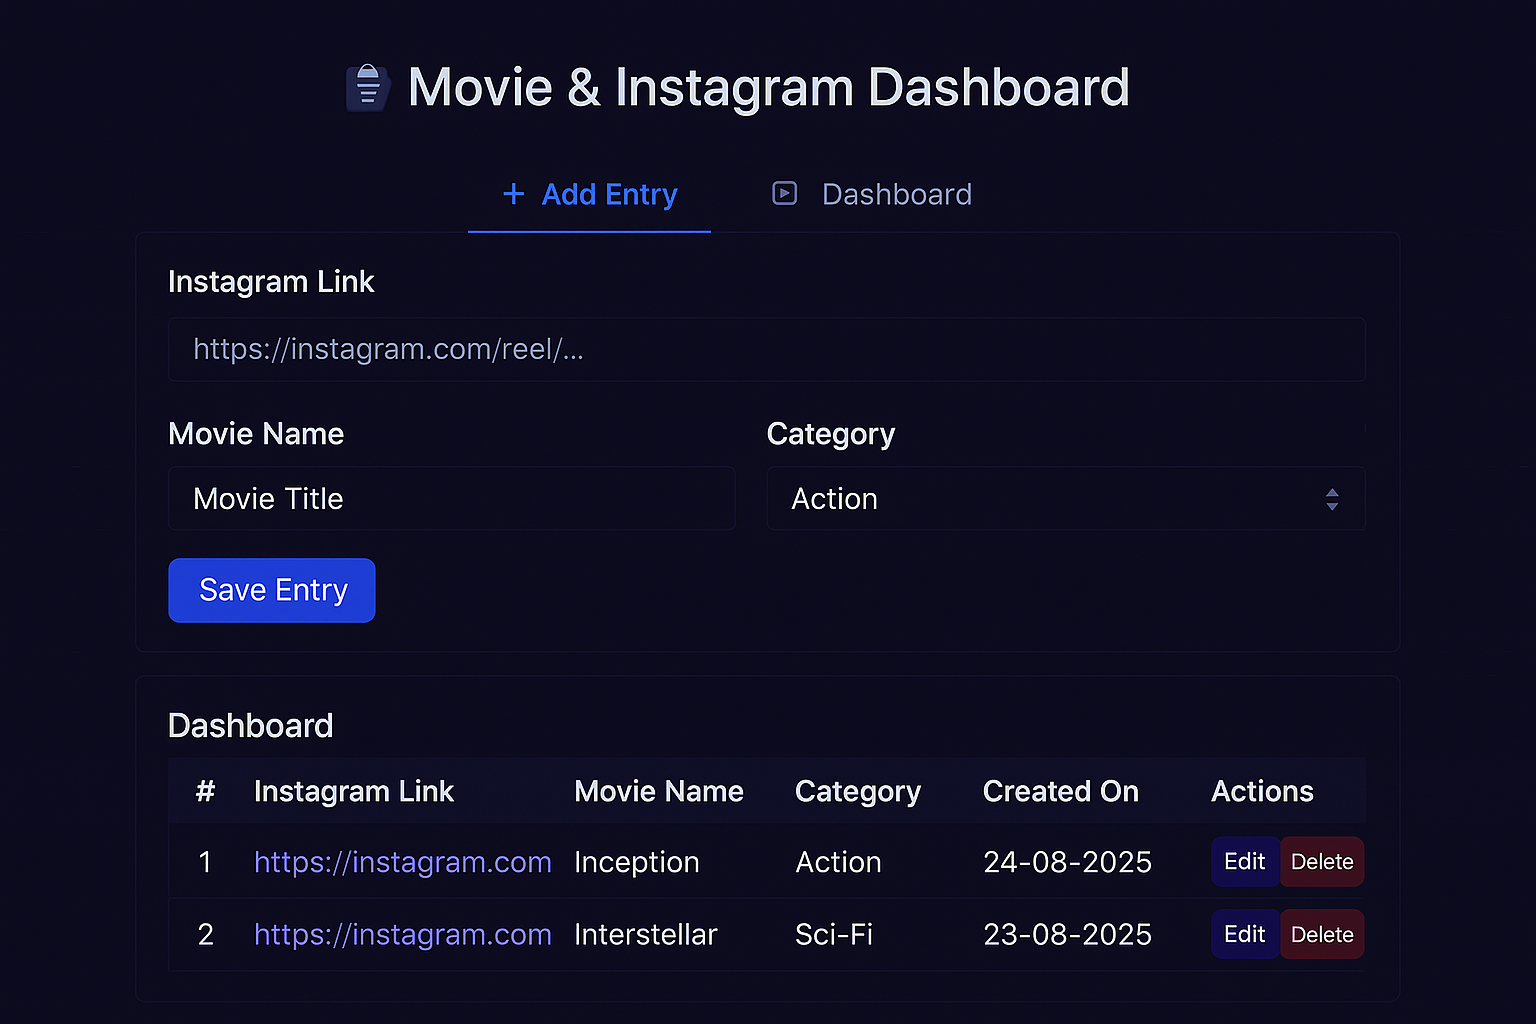 Movie & Instagram Dashboard
+ Add Entry Dashboard
Instagram Link
https://instagram.com/reel/...
Movie Name Category
Movie Title Action
Save Entry
Dashboard
# Instagram Link Movie Name Category Created On Actions
1 https://instagram.com Inception Action 24-08-2025 Edit Delete
2 https://instagram.com Interstellar Sci-Fi 23-08-2025 Edit Delete